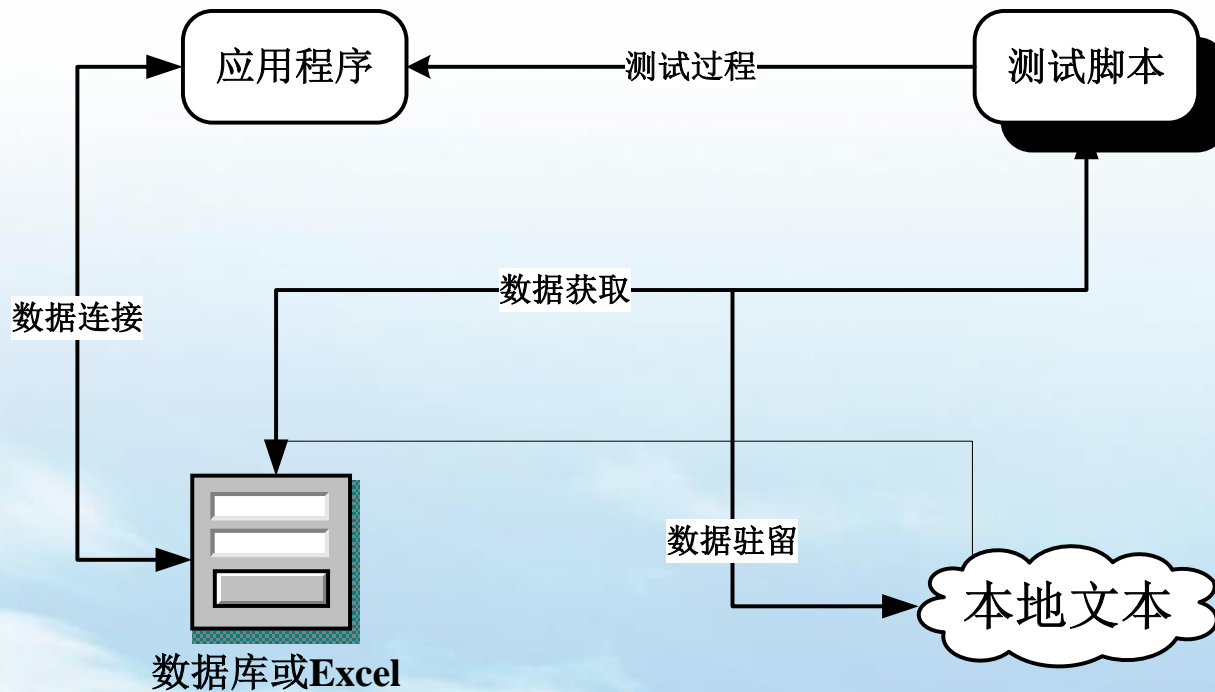 应用程序
测试过程
测试脚本
数据获取
数据连接
数据驻留
本地文本
数据库或Excel